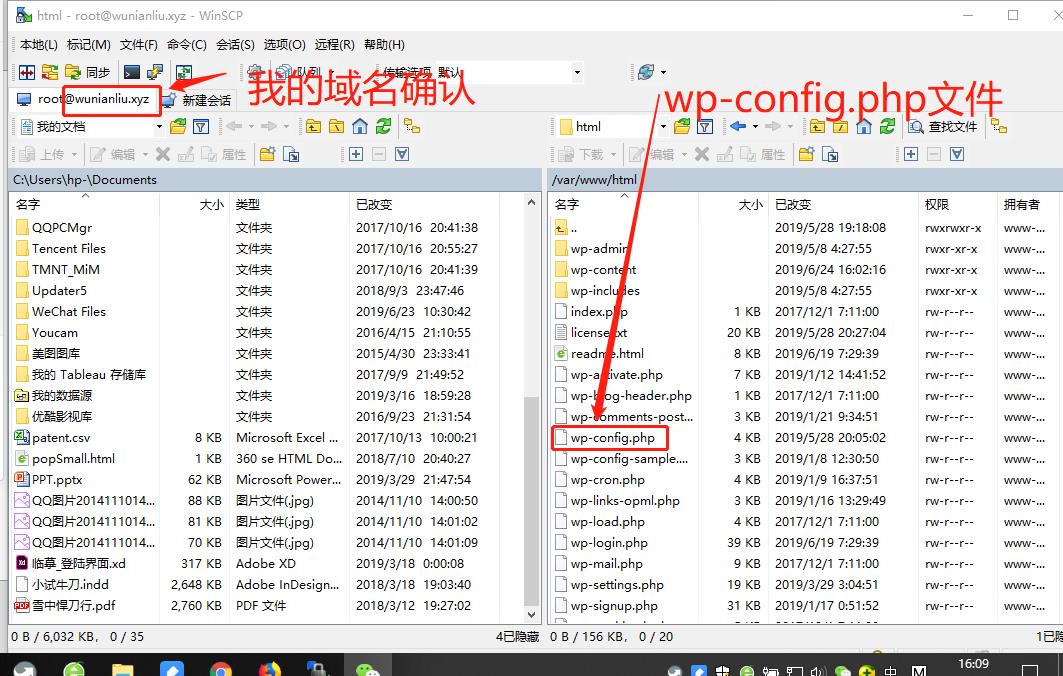 html - root@wunianliu.xyz - WinSCP
本地(L) 标记(M) 文件(F) 命令(C) 会话(S) 选项(O) 远程(R) 帮助(H)
同步 队列 传输选项 默认
root@wunianliu.xyz 新建会话
我的域名确认
wp-config.php文件
我的文档
html 查找文件
上传 编辑 属性
下载 编辑 属性
C:\Users\hp-\Documents
/var/www/html
名字 大小 类型 已改变
QQPCMgr 文件夹 2017/10/16 20:41:38
Tencent Files 文件夹 2017/10/16 20:55:27
TMNT_MiM 文件夹 2017/10/16 20:41:39
Updater5 文件夹 2018/9/3 23:47:46
WeChat Files 文件夹 2019/6/23 10:30:42
Youcam 文件夹 2016/4/15 21:10:55
美图图库 文件夹 2015/4/30 23:33:41
我的 Tableau 存储库 文件夹 2017/9/9 21:49:52
我的数据源 文件夹 2019/3/16 18:59:28
优酷影视库 文件夹 2016/9/23 21:31:54
patent.csv 8 KB Microsoft Excel ... 2017/10/13 10:00:21
popSmall.html 1 KB 360 se HTML Do... 2018/7/10 20:40:27
PPT.pptx 62 KB Microsoft Power... 2019/3/29 21:47:54
QQ图片2014111014... 88 KB 图片文件(.jpg) 2014/11/10 14:00:50
QQ图片2014111014... 81 KB 图片文件(.jpg) 2014/11/10 14:01:02
QQ图片2014111014... 70 KB 图片文件(.jpg) 2014/11/10 14:01:09
临摹_登陆界面.xd 317 KB Adobe XD 2019/3/18 0:00:08
小试牛刀.indd 2,648 KB Adobe InDesign... 2018/3/18 19:03:40
雪中悍刀行.pdf 2,760 KB PDF 文件 2018/3/12 19:27:02
0 B / 6,032 KB, 0 / 35 4已隐藏
名字 大小 已改变 权限 拥有者
.. 2019/5/28 19:18:08 rwxrwxr-x www-...
wp-admin 2019/5/8 4:27:55 rwxr-xr-x www-...
wp-content 2019/6/24 16:02:16 rwxr-xr-x www-...
wp-includes 2019/5/8 4:27:55 rwxr-xr-x www-...
index.php 1 KB 2017/12/1 7:11:00 rw-r--r-- www-...
license.txt 20 KB 2019/5/28 20:27:04 rw-r--r-- www-...
readme.html 8 KB 2019/6/19 7:29:39 rw-r--r-- www-...
wp-activate.php 7 KB 2019/1/12 14:41:52 rw-r--r-- www-...
wp-blog-header.php 1 KB 2017/12/1 7:11:00 rw-r--r-- www-...
wp-comments-post... 3 KB 2019/1/21 9:34:51 rw-r--r-- www-...
wp-config.php 4 KB 2019/5/28 20:05:02 rw-r--r-- www-...
wp-config-sample.... 3 KB 2019/1/8 12:30:50 rw-r--r-- www-...
wp-cron.php 4 KB 2019/1/9 16:37:51 rw-r--r-- www-...
wp-links-opml.php 3 KB 2019/1/16 13:29:49 rw-r--r-- www-...
wp-load.php 4 KB 2017/12/1 7:11:00 rw-r--r-- www-...
wp-login.php 39 KB 2019/6/19 7:29:39 rw-r--r-- www-...
wp-mail.php 9 KB 2017/12/1 7:11:00 rw-r--r-- www-...
wp-settings.php 19 KB 2019/3/29 3:04:51 rw-r--r-- www-...
wp-signup.php 31 KB 2019/1/17 0:51:52 rw-r--r-- www-...
0 B / 156 KB, 0 / 20 1已隐
中 M 16:09